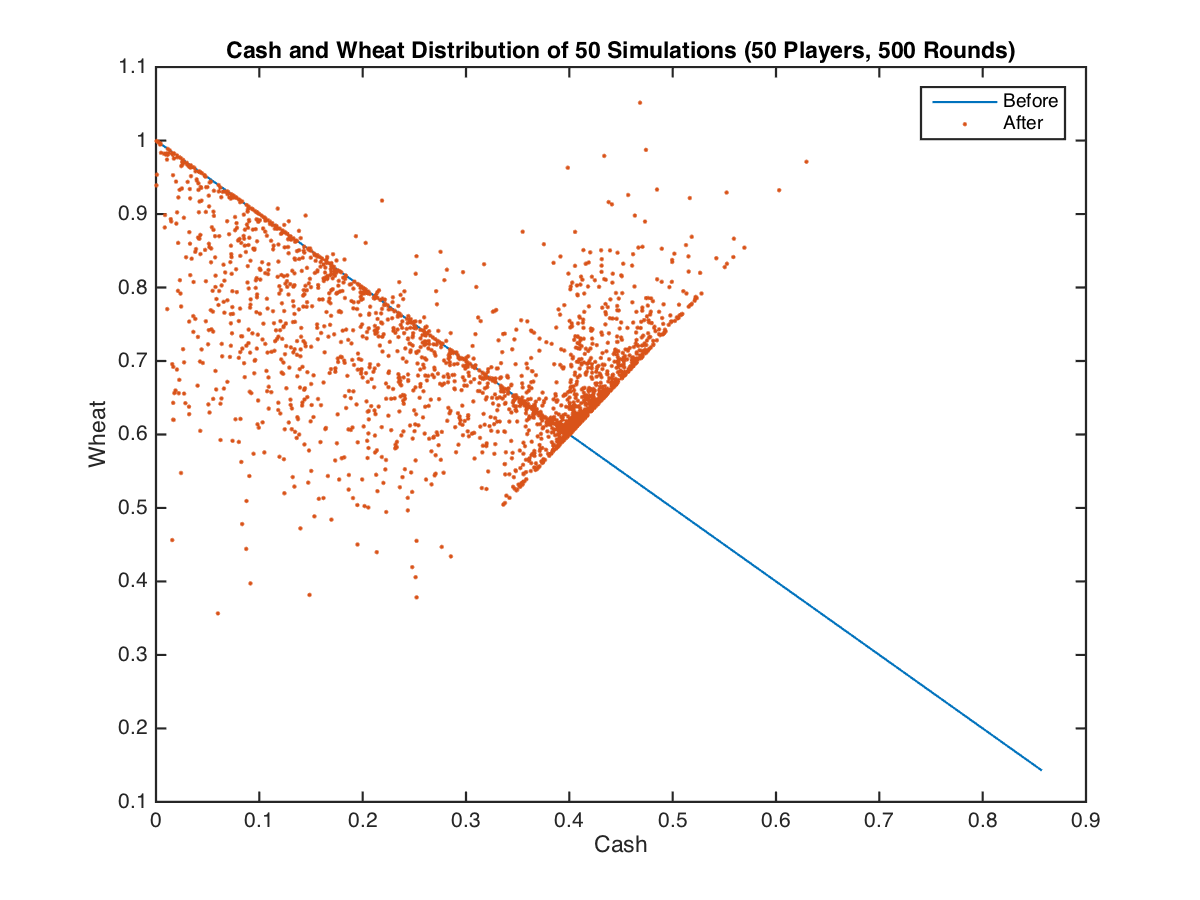 Cash and Wheat Distribution of 50 Simulations (50 Players, 500 Rounds)
1.1
Before
After
1
0.9
0.8
0.7
0.6
0.5
0.4
0.3
0.2
0.1
Wheat
0 0.1 0.2 0.3 0.4 0.5 0.6 0.7 0.8 0.9
Cash